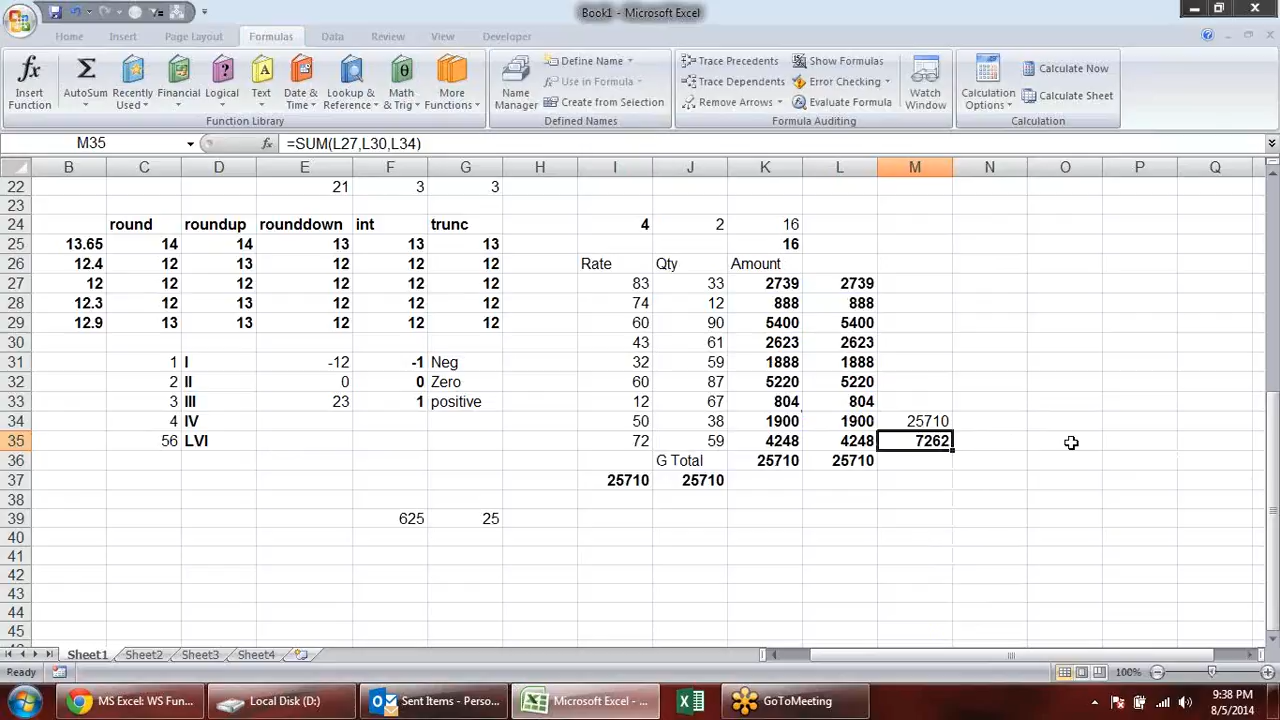 Book1 - Microsoft Excel
Home Insert Page Layout Formulas Data Review View Developer
Insert Function
AutoSum
Recently Used
Financial
Logical
Text
Date & Time
Lookup & Reference
Math & Trig
More Functions
Function Library
Name Manager
Define Name
Use in Formula
Create from Selection
Defined Names
Trace Precedents
Trace Dependents
Remove Arrows
Show Formulas
Error Checking
Evaluate Formula
Formula Auditing
Watch Window
Calculation Options
Calculate Now
Calculate Sheet
Calculation
M35 fx =SUM(L27,L30,L34)
B C D E F G H I J K L M N O P Q
22 21 3 3
23
24 round roundup rounddown int trunc 4 2 16
25 13.65 14 14 13 13 13 16
26 12.4 12 13 12 12 12 Rate Qty Amount
27 12 12 12 12 12 12 83 33 2739 2739
28 12.3 12 13 12 12 12 74 12 888 888
29 12.9 13 13 12 12 12 60 90 5400 5400
30 43 61 2623 2623
31 1 I -12 -1 Neg 32 59 1888 1888
32 2 II 0 0 Zero 60 87 5220 5220
33 3 III 23 1 positive 12 67 804 804
34 4 IV 50 38 1900 1900 25710
35 56 LVI 72 59 4248 4248 7262
36 G Total 25710 25710
37 25710 25710
38
39 625 25
40
41
42
43
44
45
Sheet1 Sheet2 Sheet3 Sheet4
Ready 100%
MS Excel: WS Fun... Local Disk (D:) Sent Items - Perso... Microsoft Excel - ... GoToMeeting
9:38 PM
8/5/2014